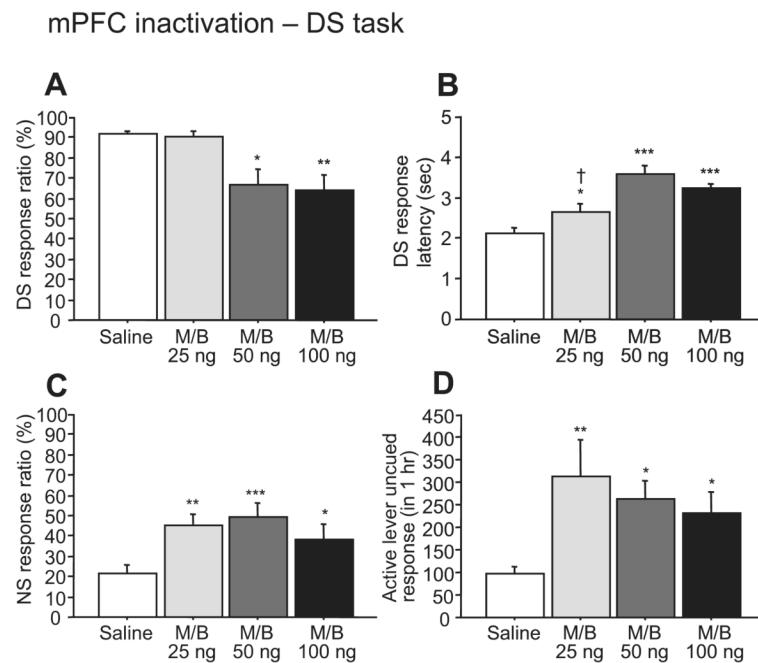 mPFC inactivation – DS task
A
DS response ratio (%)
100
90
80
70
60
50
40
30
20
10
0
*
**
Saline
M/B
25 ng
M/B
50 ng
M/B
100 ng
B
DS response
latency (sec)
5
4
3
2
1
0
†
*
***
***
Saline
M/B
25 ng
M/B
50 ng
M/B
100 ng
C
NS response ratio (%)
100
90
80
70
60
50
40
30
20
10
0
**
***
*
Saline
M/B
25 ng
M/B
50 ng
M/B
100 ng
D
Active lever uncued
response (in 1 hr)
450
400
350
300
250
200
150
100
50
0
**
*
*
Saline
M/B
25 ng
M/B
50 ng
M/B
100 ng